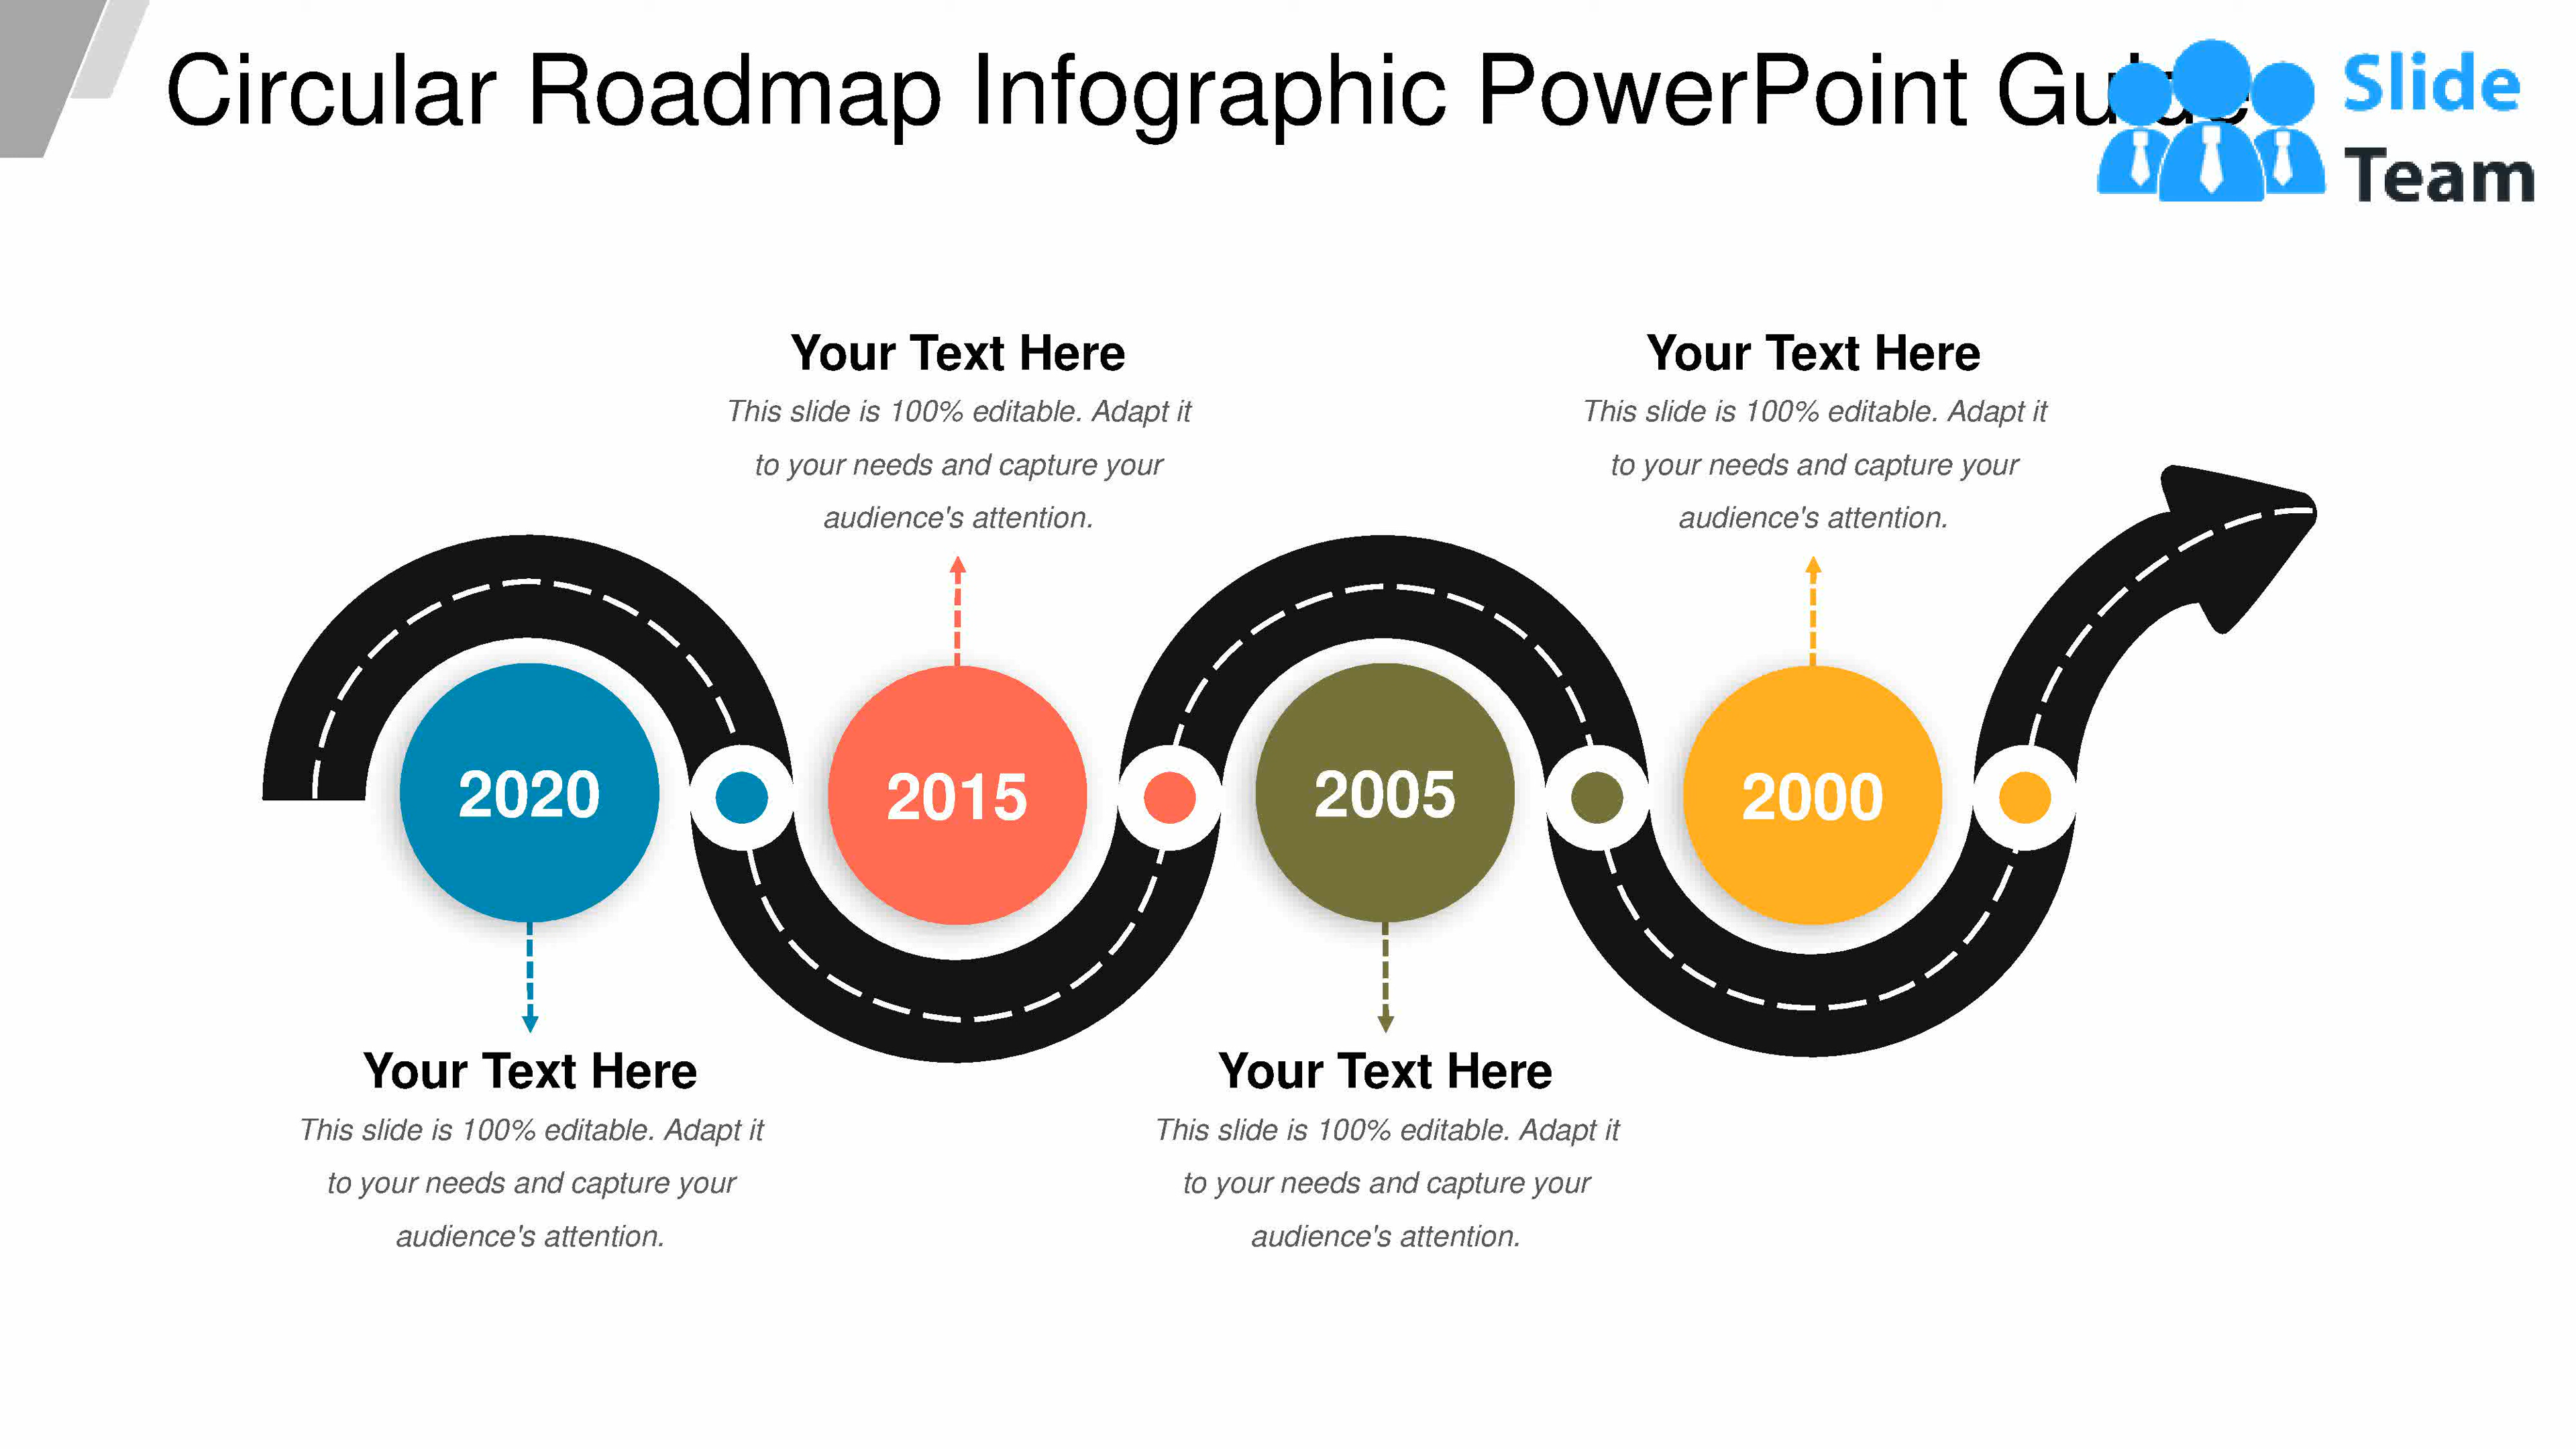 Circular Roadmap Infographic PowerPoint Guide
Slide
Team
Your Text Here
This slide is 100% editable. Adapt it
to your needs and capture your
audience's attention.
Your Text Here
This slide is 100% editable. Adapt it
to your needs and capture your
audience's attention.
2020
2015
2005
2000
Your Text Here
This slide is 100% editable. Adapt it
to your needs and capture your
audience's attention.
Your Text Here
This slide is 100% editable. Adapt it
to your needs and capture your
audience's attention.